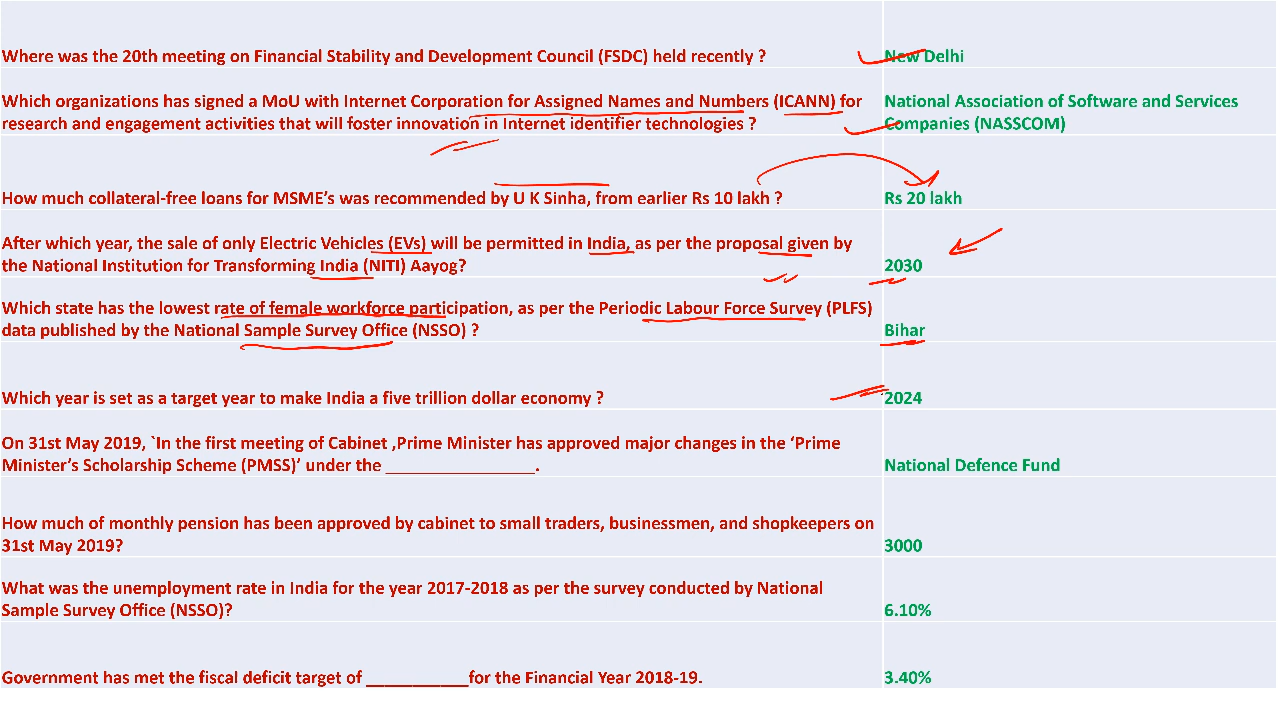 Where was the 20th meeting on Financial Stability and Development Council (FSDC) held recently ?
New Delhi
Which organizations has signed a MoU with Internet Corporation for Assigned Names and Numbers (ICANN) for
research and engagement activities that will foster innovation in Internet identifier technologies ?
National Association of Software and Services
Companies (NASSCOM)
How much collateral-free loans for MSME’s was recommended by U K Sinha, from earlier Rs 10 lakh ?
Rs 20 lakh
After which year, the sale of only Electric Vehicles (EVs) will be permitted in India, as per the proposal given by
the National Institution for Transforming India (NITI) Aayog?
2030
Which state has the lowest rate of female workforce participation, as per the Periodic Labour Force Survey (PLFS)
data published by the National Sample Survey Office (NSSO) ?
Bihar
Which year is set as a target year to make India a five trillion dollar economy ?
2024
On 31st May 2019, `In the first meeting of Cabinet ,Prime Minister has approved major changes in the ‘Prime
Minister’s Scholarship Scheme (PMSS)’ under the ________________.
National Defence Fund
How much of monthly pension has been approved by cabinet to small traders, businessmen, and shopkeepers on
31st May 2019?
3000
What was the unemployment rate in India for the year 2017-2018 as per the survey conducted by National
Sample Survey Office (NSSO)?
6.10%
Government has met the fiscal deficit target of ___________for the Financial Year 2018-19.
3.40%